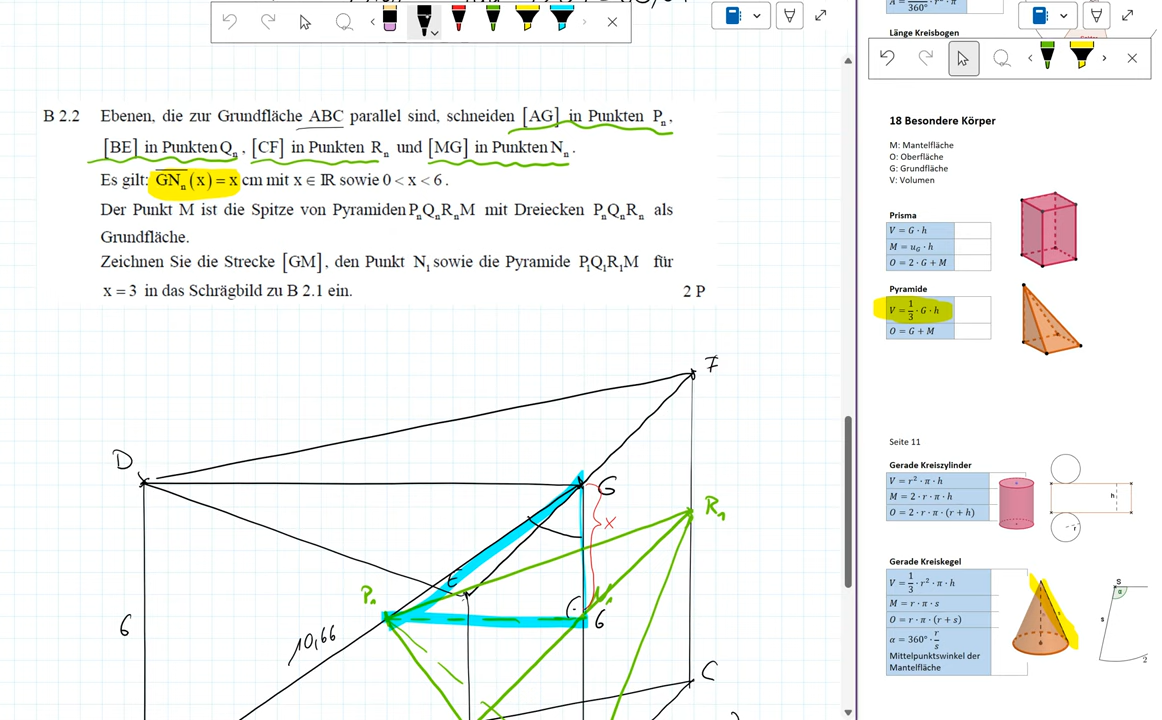 B 2.2 Ebenen, die zur Grundfläche ABC parallel sind, schneiden [AG] in Punkten Pₙ,
[BE] in Punkten Qₙ, [CF] in Punkten Rₙ und [MG] in Punkten Nₙ.
Es gilt: GNₙ(x) = x cm mit x ∈ ℝ sowie 0 < x < 6.
Der Punkt M ist die Spitze von Pyramiden PₙQₙRₙM mit Dreiecken PₙQₙRₙ als
Grundfläche.
Zeichnen Sie die Strecke [GM], den Punkt N₁ sowie die Pyramide P₁Q₁R₁M für
x = 3 in das Schrägbild zu B 2.1 ein. 2 P
F
D
G
Rₙ
x
E
Pₙ
Nₙ
6
6
10,66
C
360°
Länge Kreisbogen
18 Besondere Körper
M: Mantelfläche
O: Oberfläche
G: Grundfläche
V: Volumen
Prisma
V = G · h
M = u_G · h
O = 2 · G + M
Pyramide
V = 1/3 · G · h
O = G + M
Seite 11
Gerade Kreiszylinder
V = r² · π · h
M = 2 · r · π · h
O = 2 · r · π · (r + h)
h
r
Gerade Kreiskegel
V = 1/3 · r² · π · h
M = r · π · s
O = r · π · (r + s)
α = 360° · r/s
Mittelpunktswinkel der
Mantelfläche
S
α
s
2